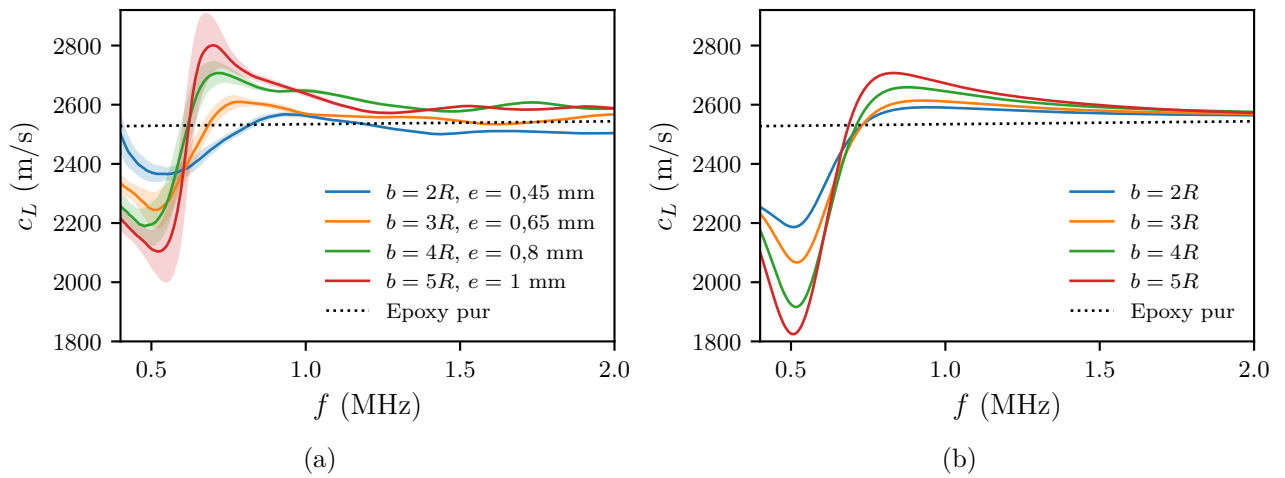 2800
2600
2400
2200
2000
1800
c_L (m/s)
b = 2R, e = 0,45 mm
b = 3R, e = 0,65 mm
b = 4R, e = 0,8 mm
b = 5R, e = 1 mm
Epoxy pur
0.5 1.0 1.5 2.0
f (MHz)
(a)
2800
2600
2400
2200
2000
1800
c_L (m/s)
b = 2R
b = 3R
b = 4R
b = 5R
Epoxy pur
0.5 1.0 1.5 2.0
f (MHz)
(b)